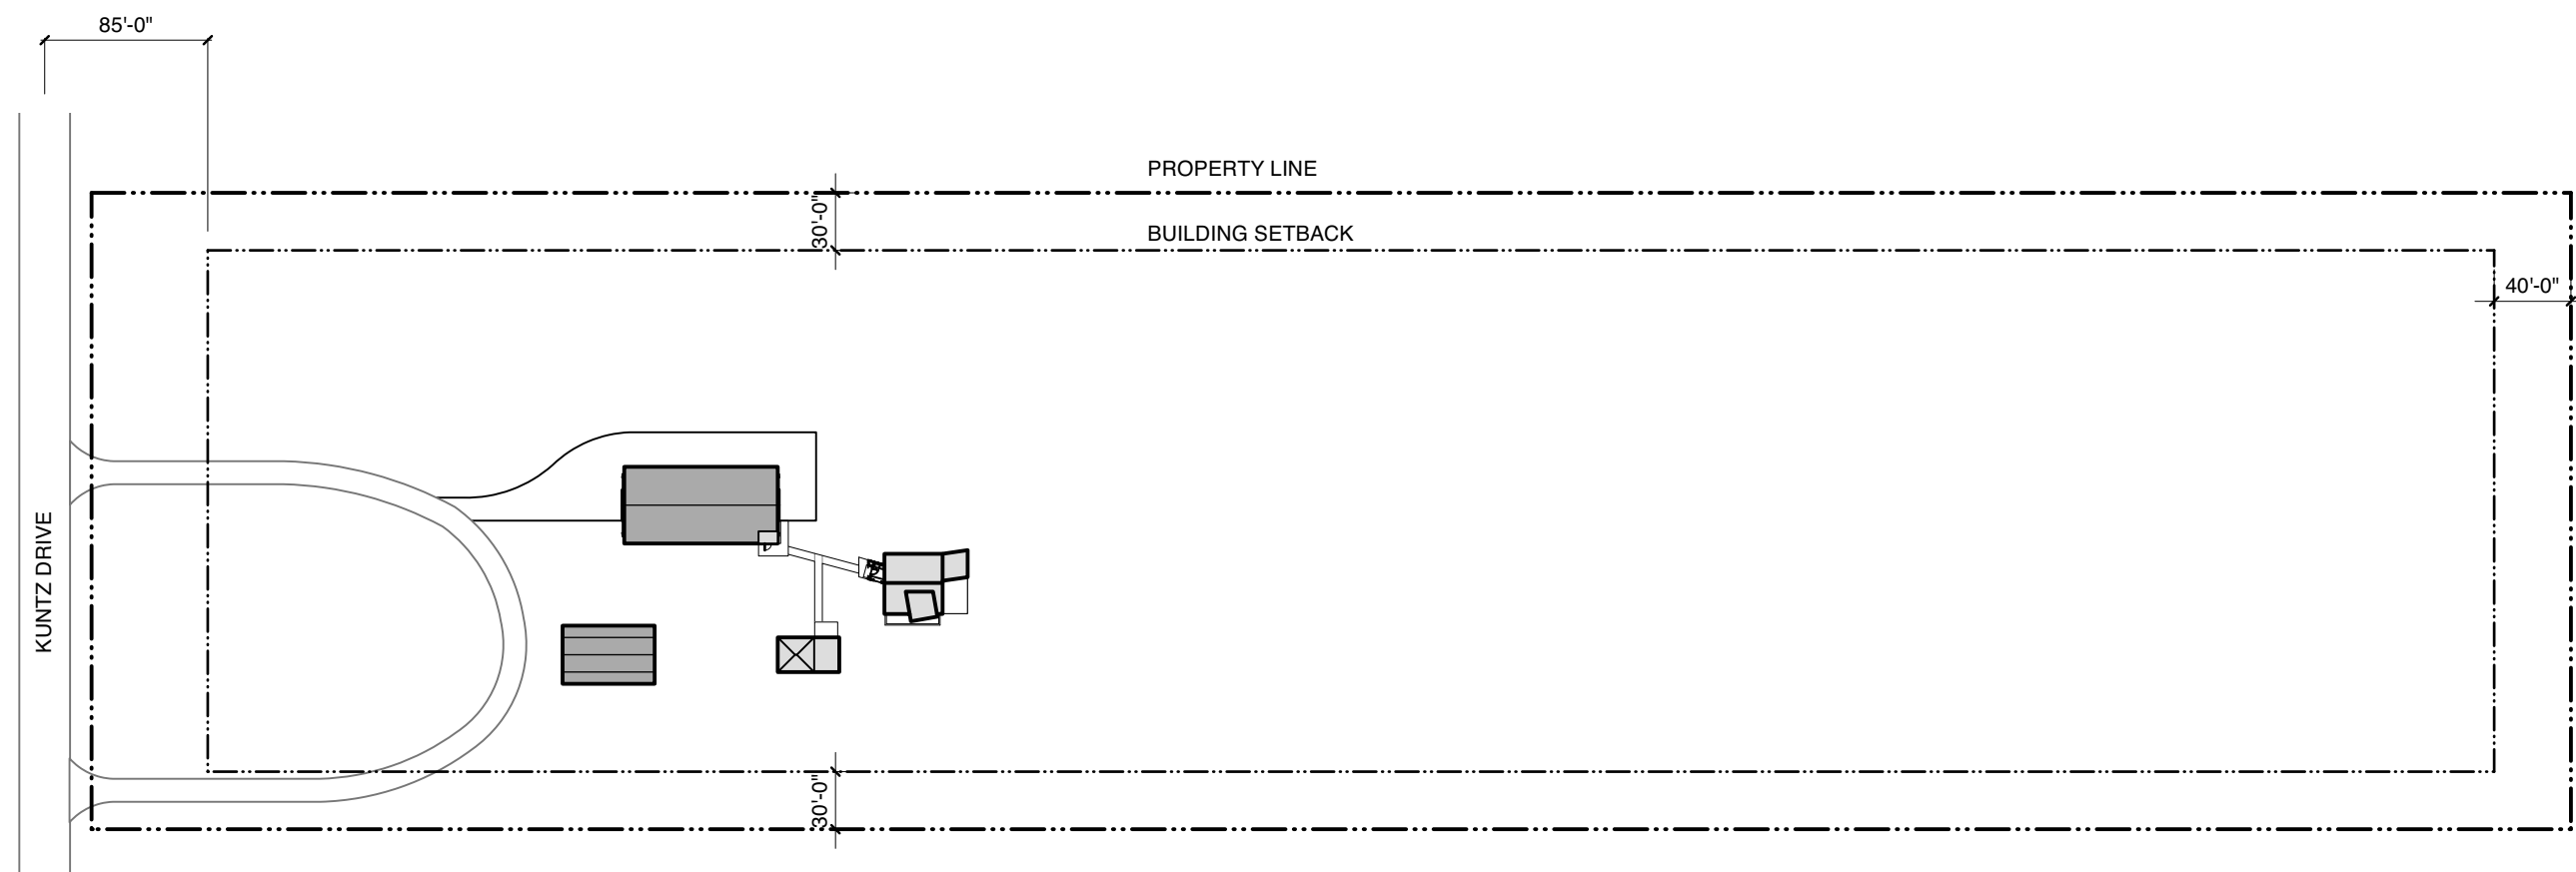 85'-0"
PROPERTY LINE
30'-0"
BUILDING SETBACK
40'-0"
KUNTZ DRIVE
30'-0"